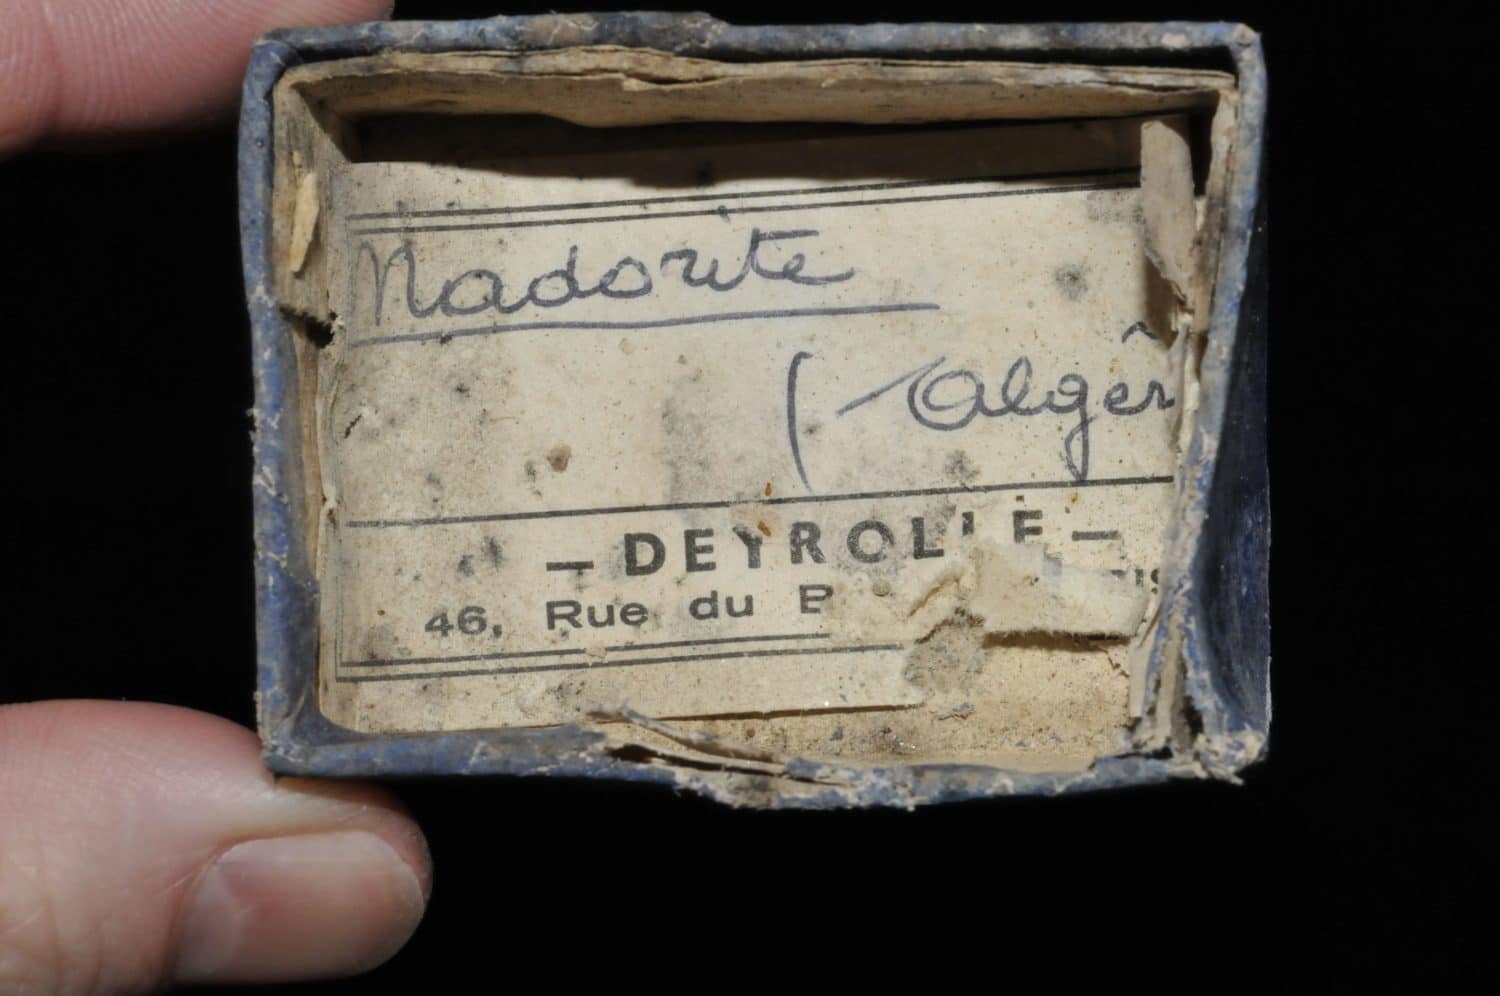 Nadorite
(Algér
— DEYROLLE —
46, Rue du B